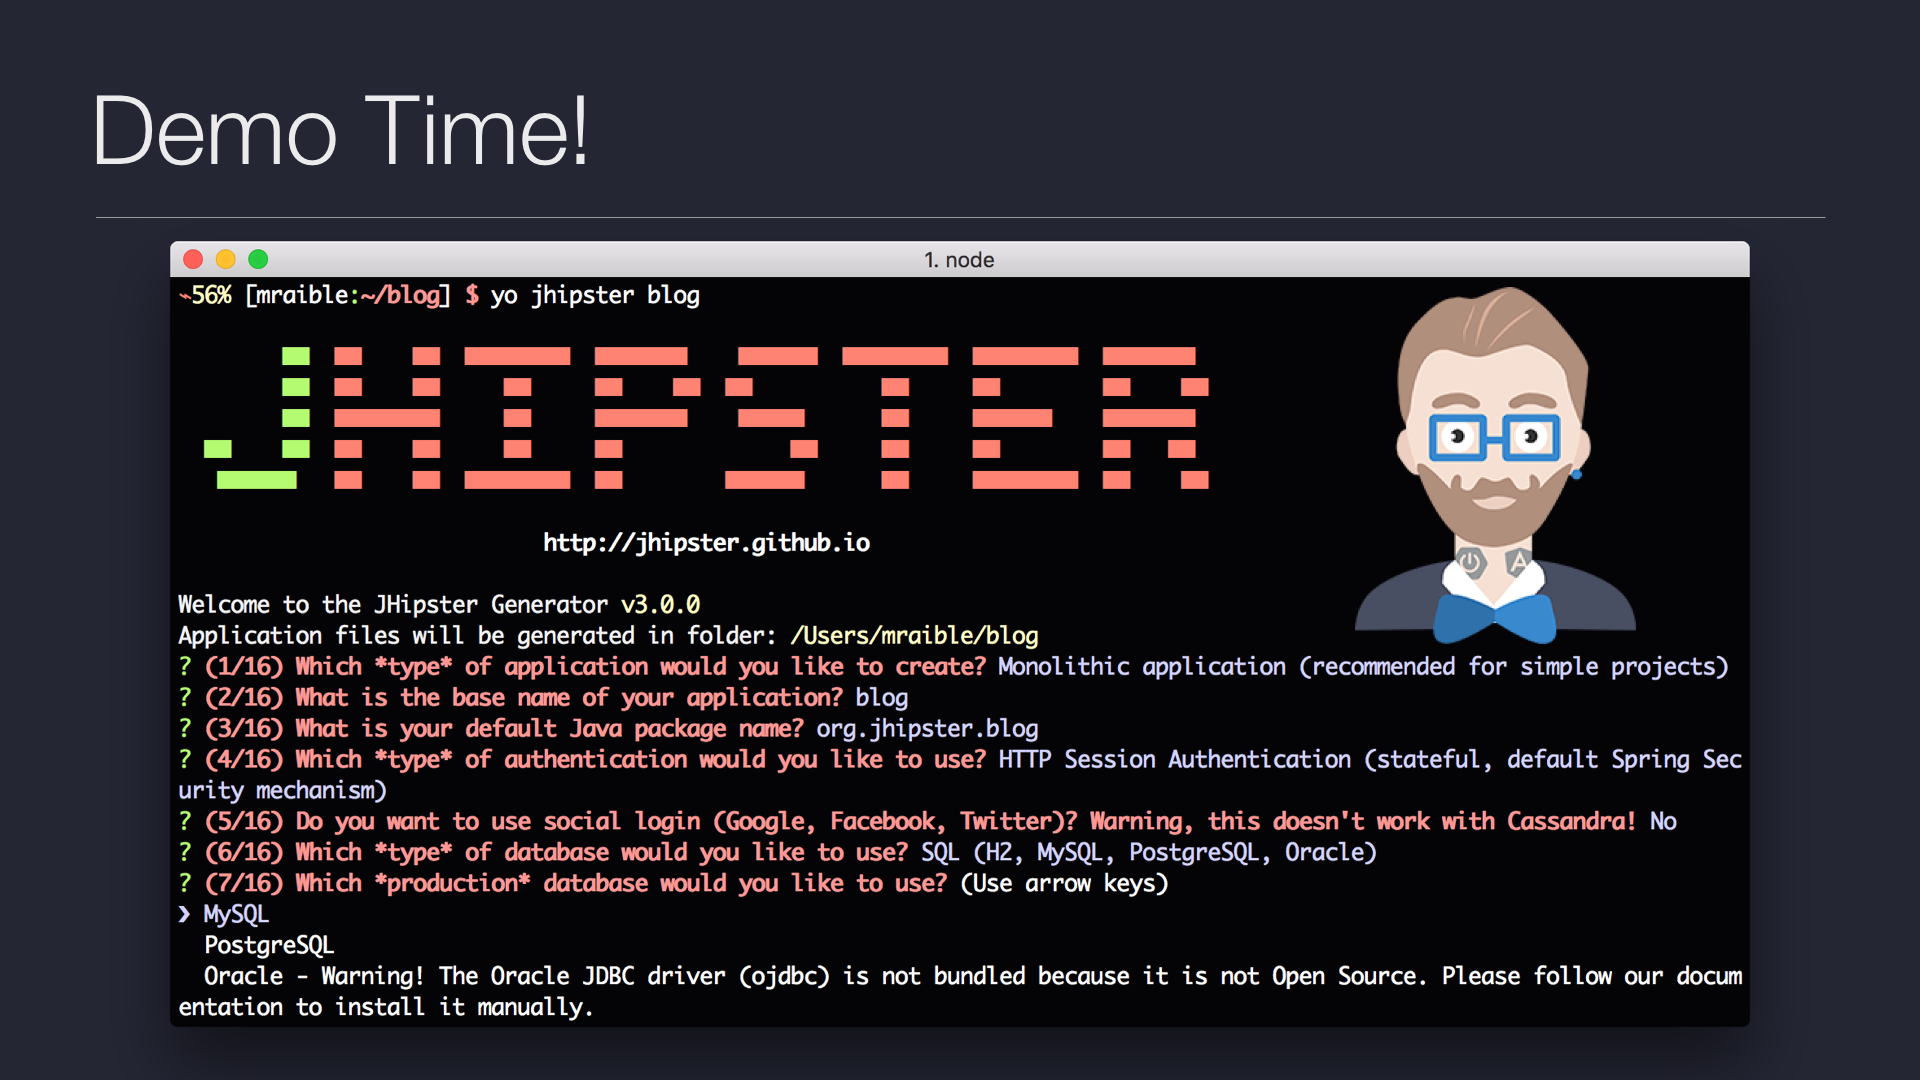 Demo Time!
1. node
~56% [mraible:~/blog] $ yo jhipster blog
JHIPSTER
http://jhipster.github.io
Welcome to the JHipster Generator v3.0.0
Application files will be generated in folder: /Users/mraible/blog
? (1/16) Which *type* of application would you like to create? Monolithic application (recommended for simple projects)
? (2/16) What is the base name of your application? blog
? (3/16) What is your default Java package name? org.jhipster.blog
? (4/16) Which *type* of authentication would you like to use? HTTP Session Authentication (stateful, default Spring Sec
urity mechanism)
? (5/16) Do you want to use social login (Google, Facebook, Twitter)? Warning, this doesn't work with Cassandra! No
? (6/16) Which *type* of database would you like to use? SQL (H2, MySQL, PostgreSQL, Oracle)
? (7/16) Which *production* database would you like to use? (Use arrow keys)
❯ MySQL
PostgreSQL
Oracle - Warning! The Oracle JDBC driver (ojdbc) is not bundled because it is not Open Source. Please follow our docum
entation to install it manually.